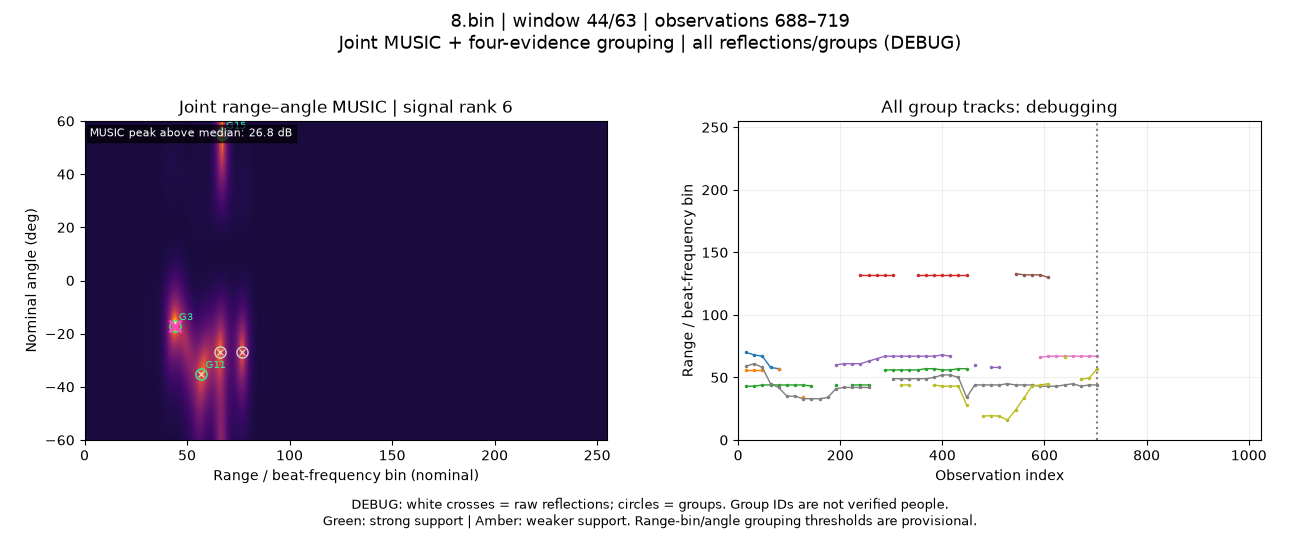 8.bin | window 44/63 | observations 688–719
Joint MUSIC + four-evidence grouping | all reflections/groups (DEBUG)
Joint range–angle MUSIC | signal rank 6
MUSIC peak above median: 26.8 dB
G15
G3
G11
60
40
20
0
−20
−40
−60
Nominal angle (deg)
0
50
100
150
200
250
Range / beat-frequency bin (nominal)
All group tracks: debugging
250
200
150
100
50
0
Range / beat-frequency bin
0
200
400
600
800
1000
Observation index
DEBUG: white crosses = raw reflections; circles = groups. Group IDs are not verified people.
Green: strong support | Amber: weaker support. Range-bin/angle grouping thresholds are provisional.